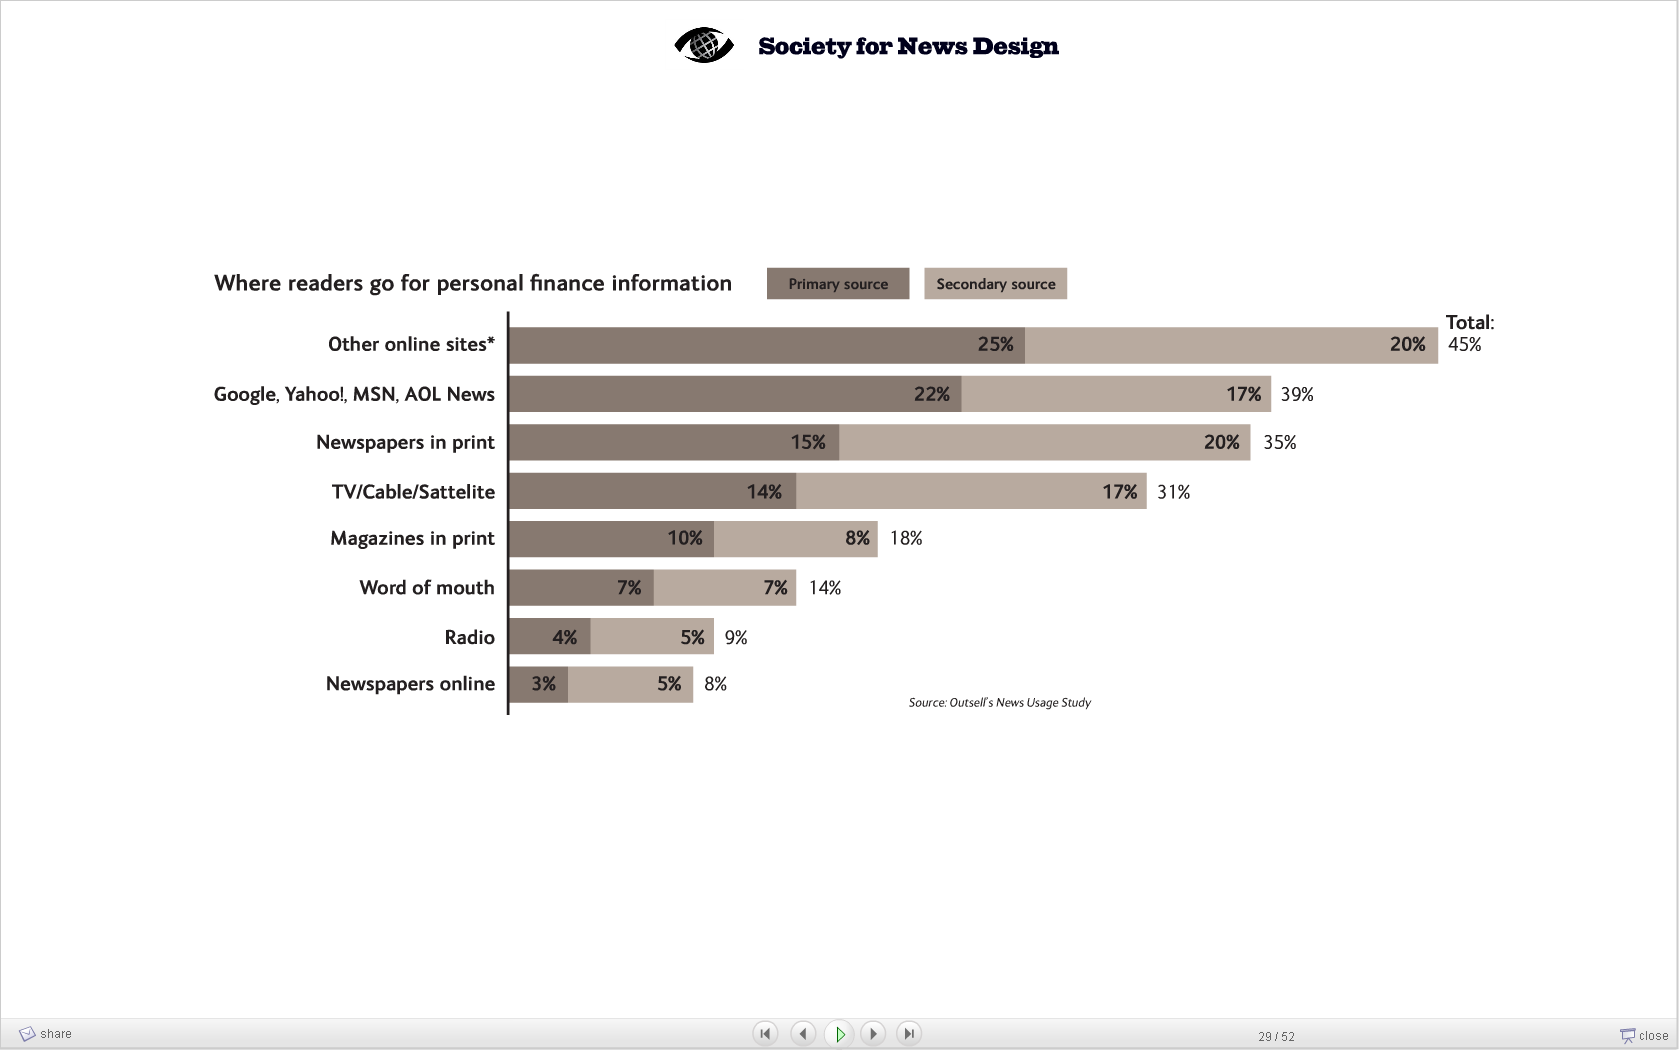 Society for News Design
Where readers go for personal finance information
Primary source
Secondary source
Total:
Other online sites* 25% 20% 45%
Google, Yahoo!, MSN, AOL News 22% 17% 39%
Newspapers in print 15% 20% 35%
TV/Cable/Sattelite 14% 17% 31%
Magazines in print 10% 8% 18%
Word of mouth 7% 7% 14%
Radio 4% 5% 9%
Newspapers online 3% 5% 8%
Source: Outsell's News Usage Study
share
29 / 52
close